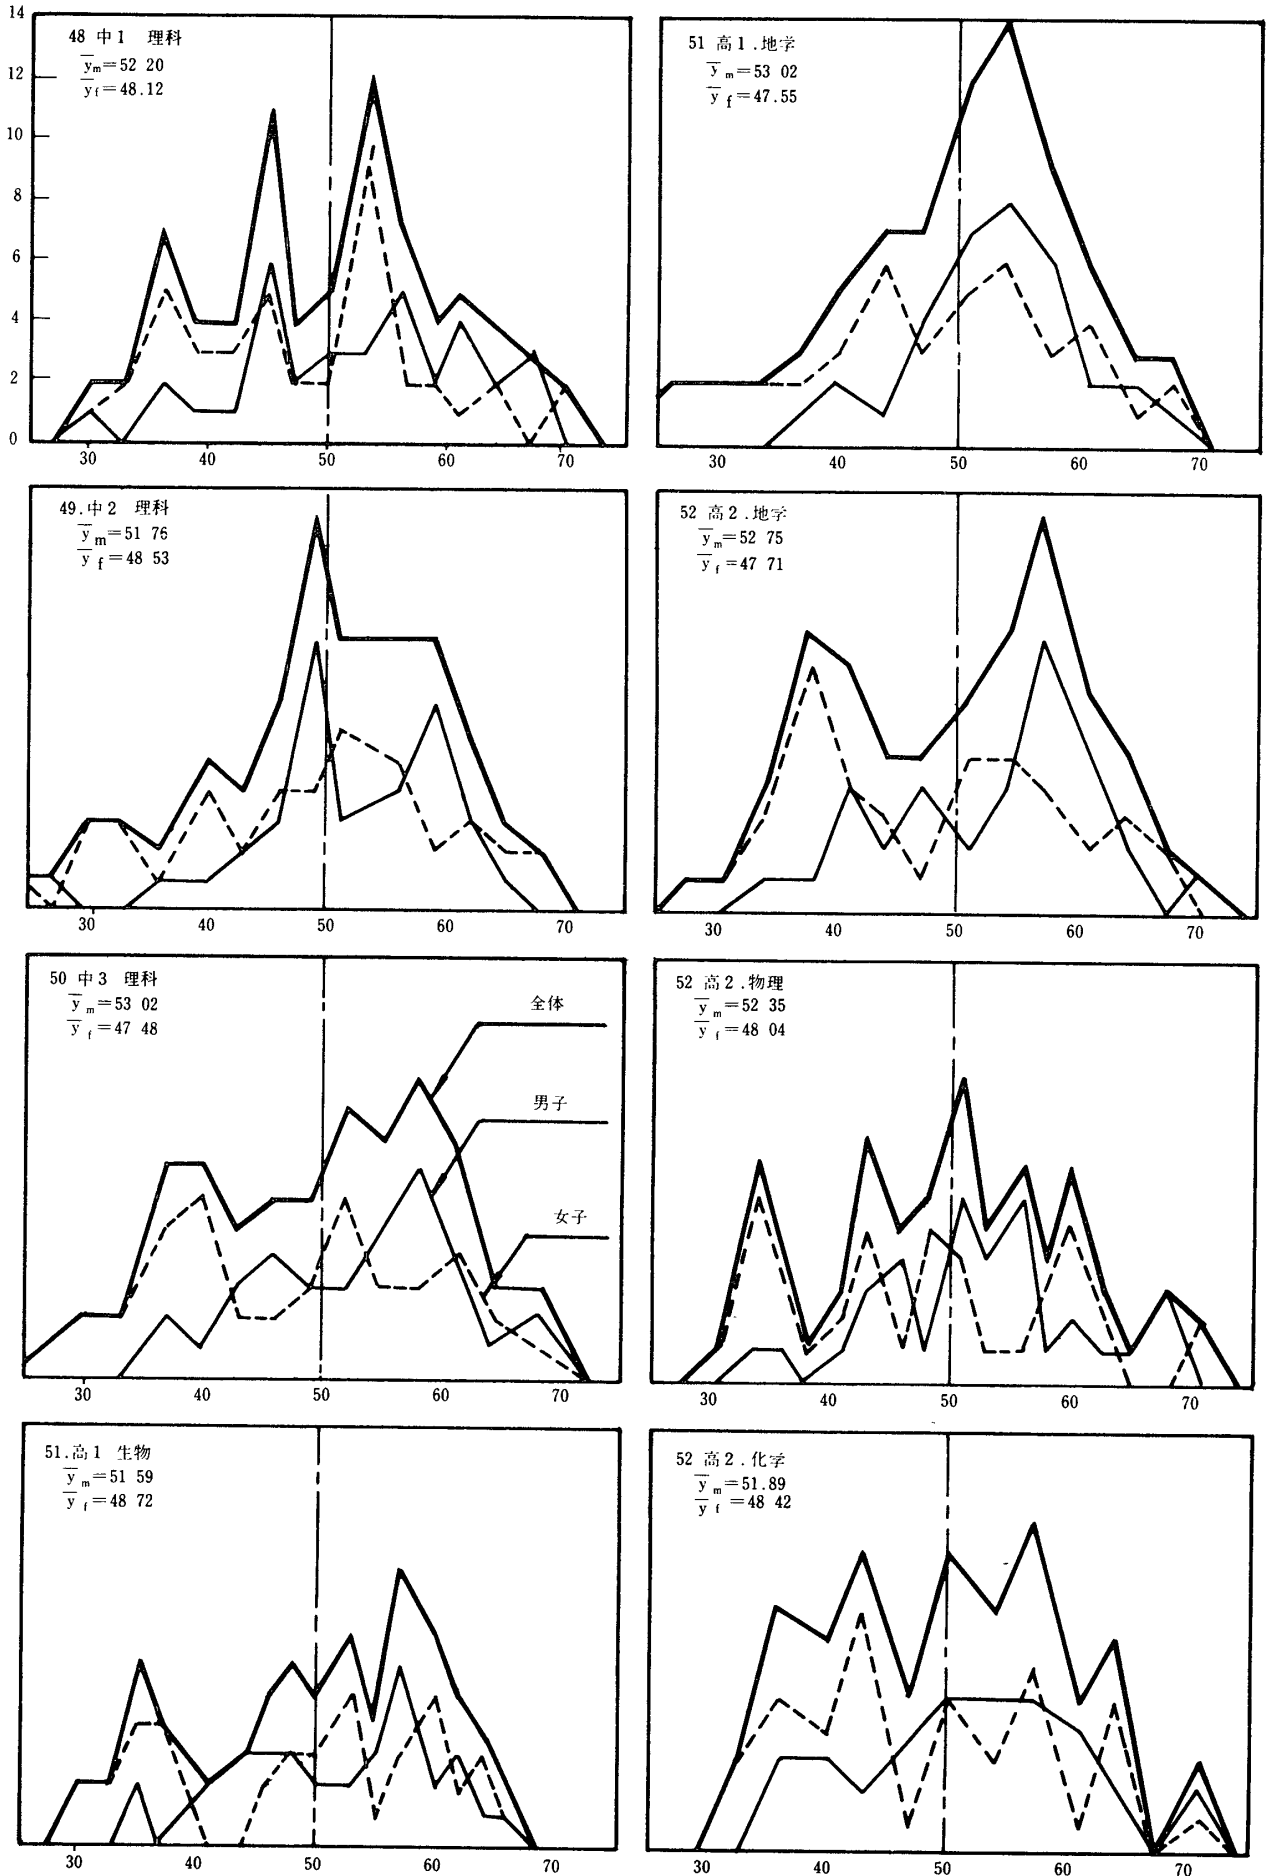 14
12
10
8
6
4
2
0
48 中1 理科
y̅m=52 20
y̅f=48.12
30 40 50 60 70
51 高1.地学
y̅m=53 02
y̅f=47.55
30 40 50 60 70
49.中2 理科
y̅m=51 76
y̅f=48 53
30 40 50 60 70
52 高2.地学
y̅m=52 75
y̅f=47 71
30 40 50 60 70
50 中3 理科
y̅m=53 02
y̅f=47 48
全体
男子
女子
30 40 50 60 70
52 高2.物理
y̅m=52 35
y̅f=48 04
30 40 50 60 70
51.高1 生物
y̅m=51 59
y̅f=48 72
30 40 50 60 70
52 高2.化学
y̅m=51.89
y̅f=48 42
30 40 50 60 70